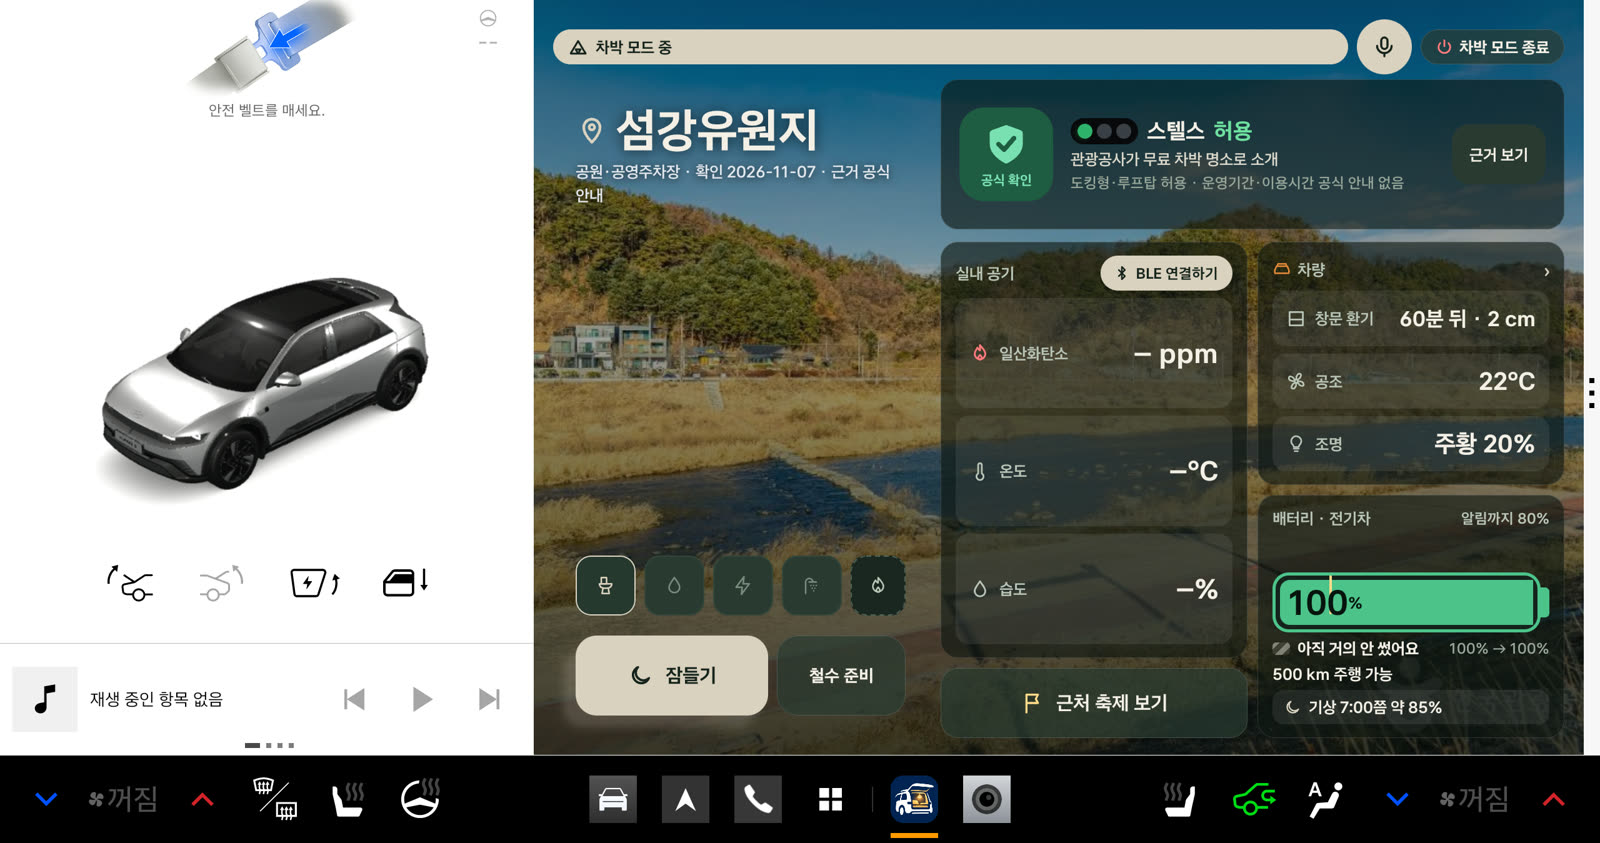 안전 벨트를 매세요.
재생 중인 항목 없음
차박 모드 중
차박 모드 종료
섬강유원지
공원·공영주차장 · 확인 2026-11-07 · 근거 공식
안내
공식 확인
스텔스 허용
관광공사가 무료 차박 명소로 소개
도킹형·루프탑 허용 · 운영기간·이용시간 공식 안내 없음
근거 보기
실내 공기
BLE 연결하기
일산화탄소
– ppm
온도
–°C
습도
–%
차량
창문 환기
60분 뒤 · 2 cm
공조
22°C
조명
주황 20%
배터리 · 전기차
알림까지 80%
100%
아직 거의 안 썼어요
100% → 100%
500 km 주행 가능
기상 7:00쯤 약 85%
잠들기
철수 준비
근처 축제 보기
꺼짐
A
꺼짐